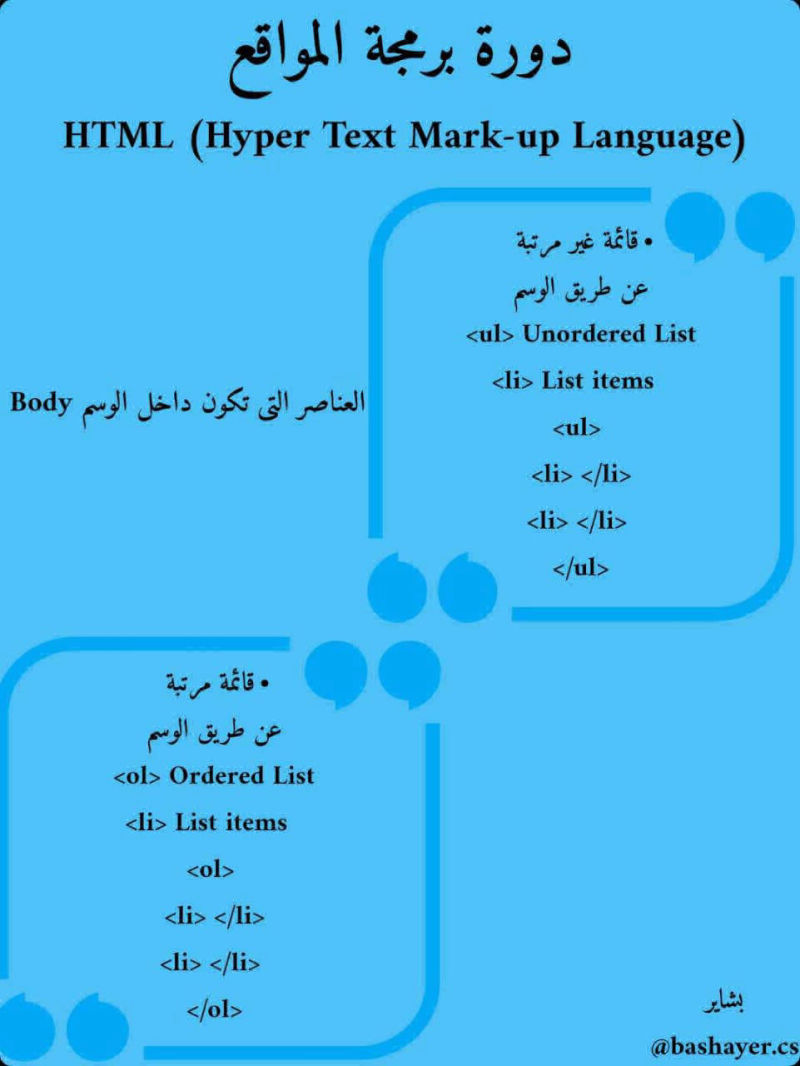 دورة برمجة المواقع
HTML (Hyper Text Mark-up Language)
• قائمة غير مرتبة
عن طريق الوسم
<ul> Unordered List
<li> List items
<ul>
<li> </li>
<li> </li>
</ul>
العناصر التي تكون داخل الوسم Body
• قائمة مرتبة
عن طريق الوسم
<ol> Ordered List
<li> List items
<ol>
<li> </li>
<li> </li>
</ol>
بشاير
@bashayer.cs